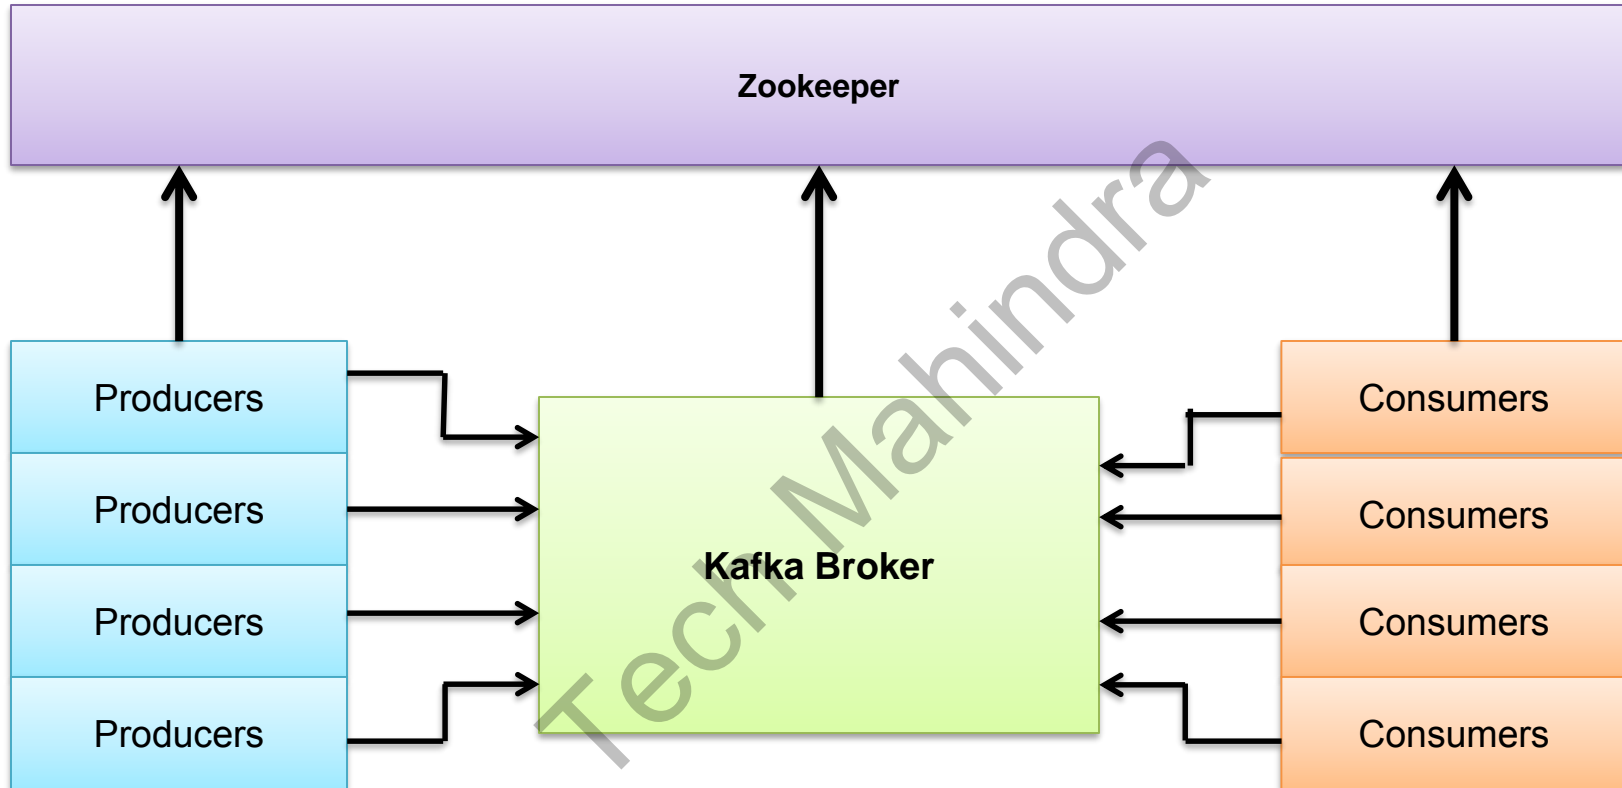 Zookeeper
Producers
Producers
Producers
Producers
Kafka Broker
Consumers
Consumers
Consumers
Consumers
Tech Mahindra